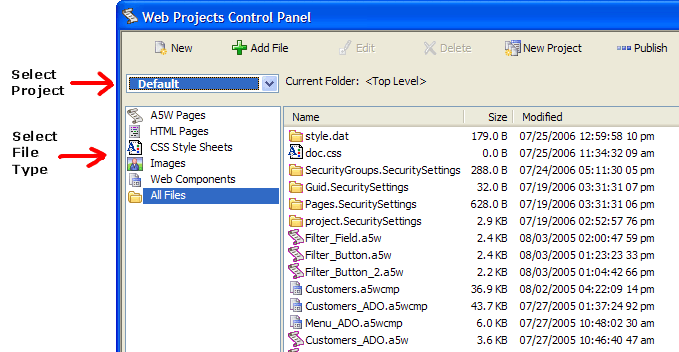 Web Projects Control Panel
New Add File Edit Delete New Project Publish
Select Project
Default
Current Folder: <Top Level>
Select File Type
A5W Pages
HTML Pages
CSS Style Sheets
Images
Web Components
All Files
Name Size Modified
style.dat 179.0 B 07/25/2006 12:59:58 10 pm
doc.css 0.0 B 07/25/2006 11:34:32 09 am
SecurityGroups.SecuritySettings 288.0 B 07/24/2006 05:11:30 05 pm
Guid.SecuritySettings 32.0 B 07/19/2006 03:31:31 07 pm
Pages.SecuritySettings 628.0 B 07/19/2006 03:31:31 06 pm
project.SecuritySettings 2.9 KB 07/19/2006 02:52:57 76 pm
Filter_Field.a5w 2.4 KB 08/03/2005 02:00:47 59 pm
Filter_Button.a5w 2.4 KB 08/03/2005 01:23:23 33 pm
Filter_Button_2.a5w 2.2 KB 08/03/2005 01:04:42 66 pm
Customers.a5wcmp 36.9 KB 08/02/2005 04:22:09 14 pm
Customers_ADO.a5wcmp 43.7 KB 07/27/2005 01:37:24 92 pm
Menu_ADO.a5wcmp 6.0 KB 07/27/2005 10:48:02 30 am
Customers_ADO.a5w 3.6 KB 07/27/2005 10:46:40 47 am